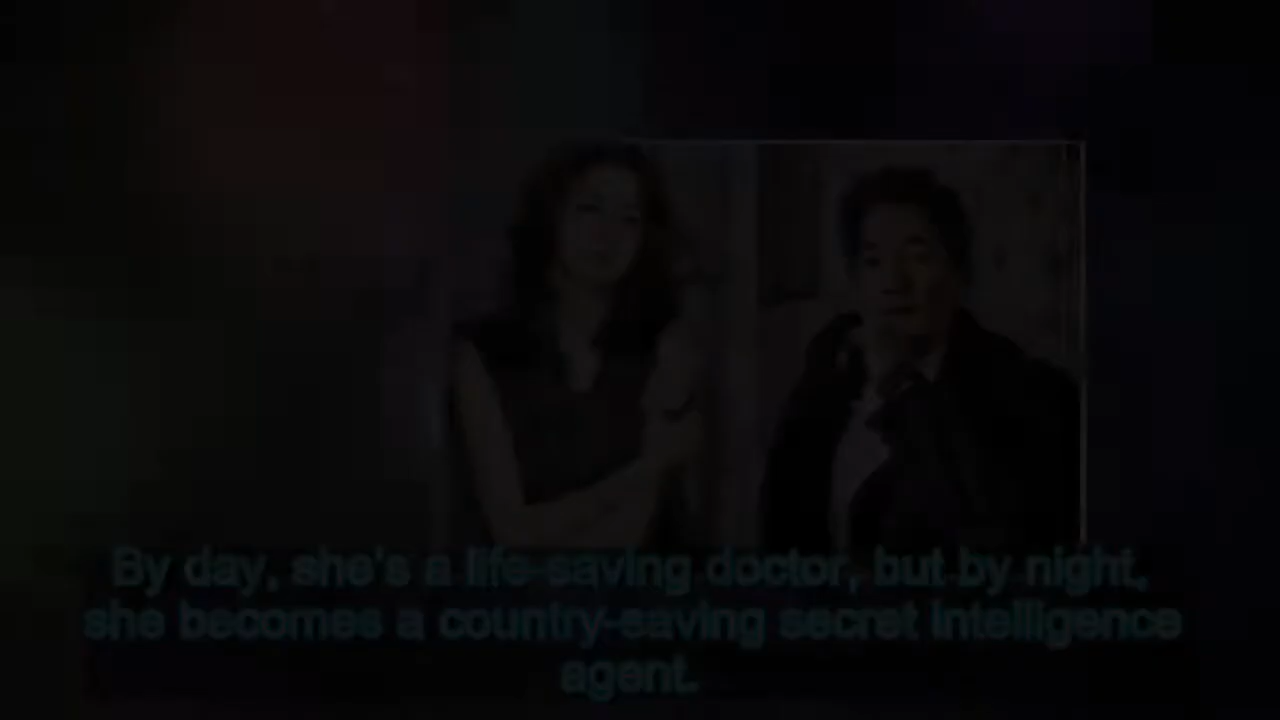 By day, she's a life-saving doctor, but by night,
she becomes a country-saving secret intelligence
agent.